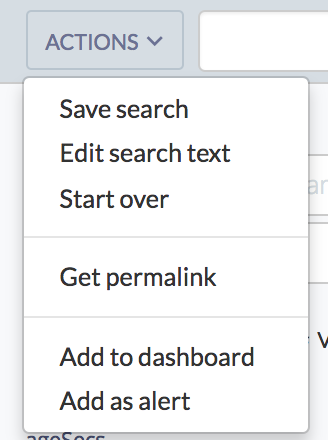 ACTIONS
Save search
Edit search text
Start over
Get permalink
Add to dashboard
Add as alert